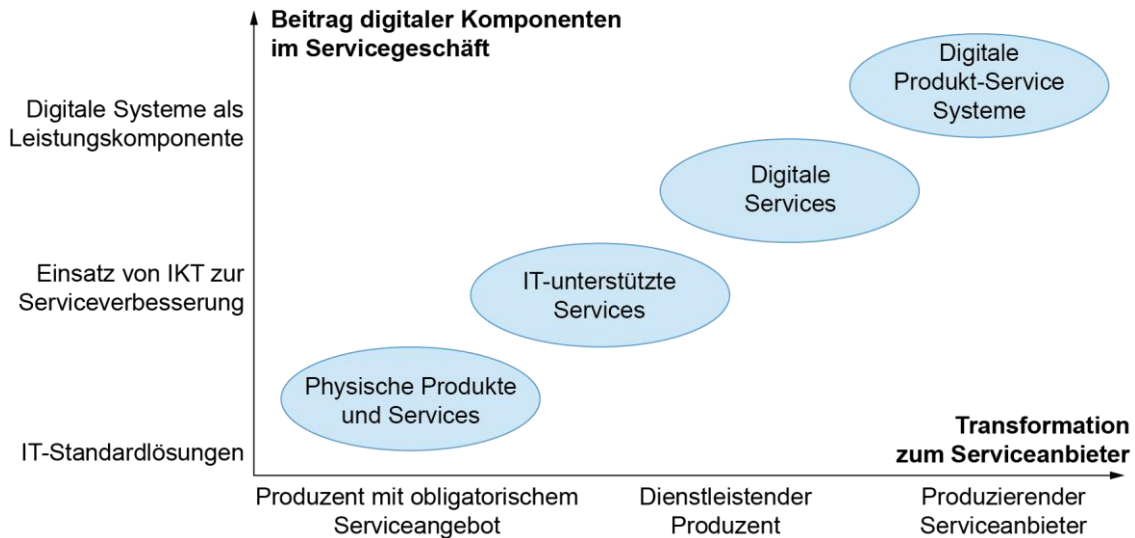 Beitrag digitaler Komponenten
im Servicegeschäft
Digitale
Produkt-Service
Systeme
Digitale Systeme als
Leistungskomponente
Digitale
Services
Einsatz von IKT zur
Serviceverbesserung
IT-unterstützte
Services
Physische Produkte
und Services
IT-Standardlösungen
Transformation
zum Serviceanbieter
Produzent mit obligatorischem
Serviceangebot
Dienstleistender
Produzent
Produzierender
Serviceanbieter